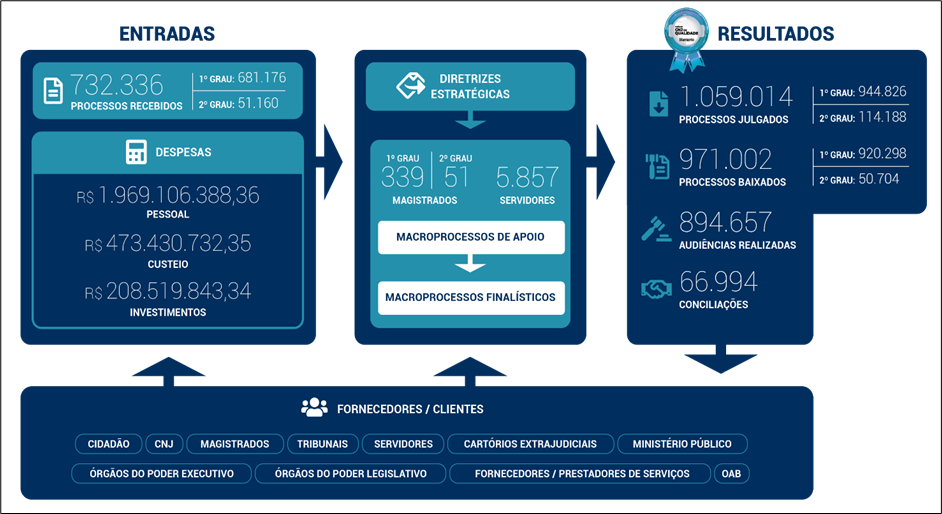 ENTRADAS
732.336
PROCESSOS RECEBIDOS
1º GRAU: 681.176
2º GRAU: 51.160
DESPESAS
R$ 1.969.106.388,36
PESSOAL
R$ 473.430.732,35
CUSTEIO
R$ 208.519.843,34
INVESTIMENTOS
DIRETRIZES
ESTRATÉGICAS
1º GRAU
2º GRAU
339
51
5.857
MAGISTRADOS
SERVIDORES
MACROPROCESSOS DE APOIO
MACROPROCESSOS FINALÍSTICOS
QUALIDADE
RESULTADOS
1.059.014
PROCESSOS JULGADOS
1º GRAU: 944.826
2º GRAU: 114.188
971.002
PROCESSOS BAIXADOS
1º GRAU: 920.298
2º GRAU: 50.704
894.657
AUDIÊNCIAS REALIZADAS
66.994
CONCILIAÇÕES
FORNECEDORES / CLIENTES
CIDADÃO
CNJ
MAGISTRADOS
TRIBUNAIS
SERVIDORES
CARTÓRIOS EXTRAJUDICIAIS
MINISTÉRIO PÚBLICO
ÓRGÃOS DO PODER EXECUTIVO
ÓRGÃOS DO PODER LEGISLATIVO
FORNECEDORES / PRESTADORES DE SERVIÇOS
OAB